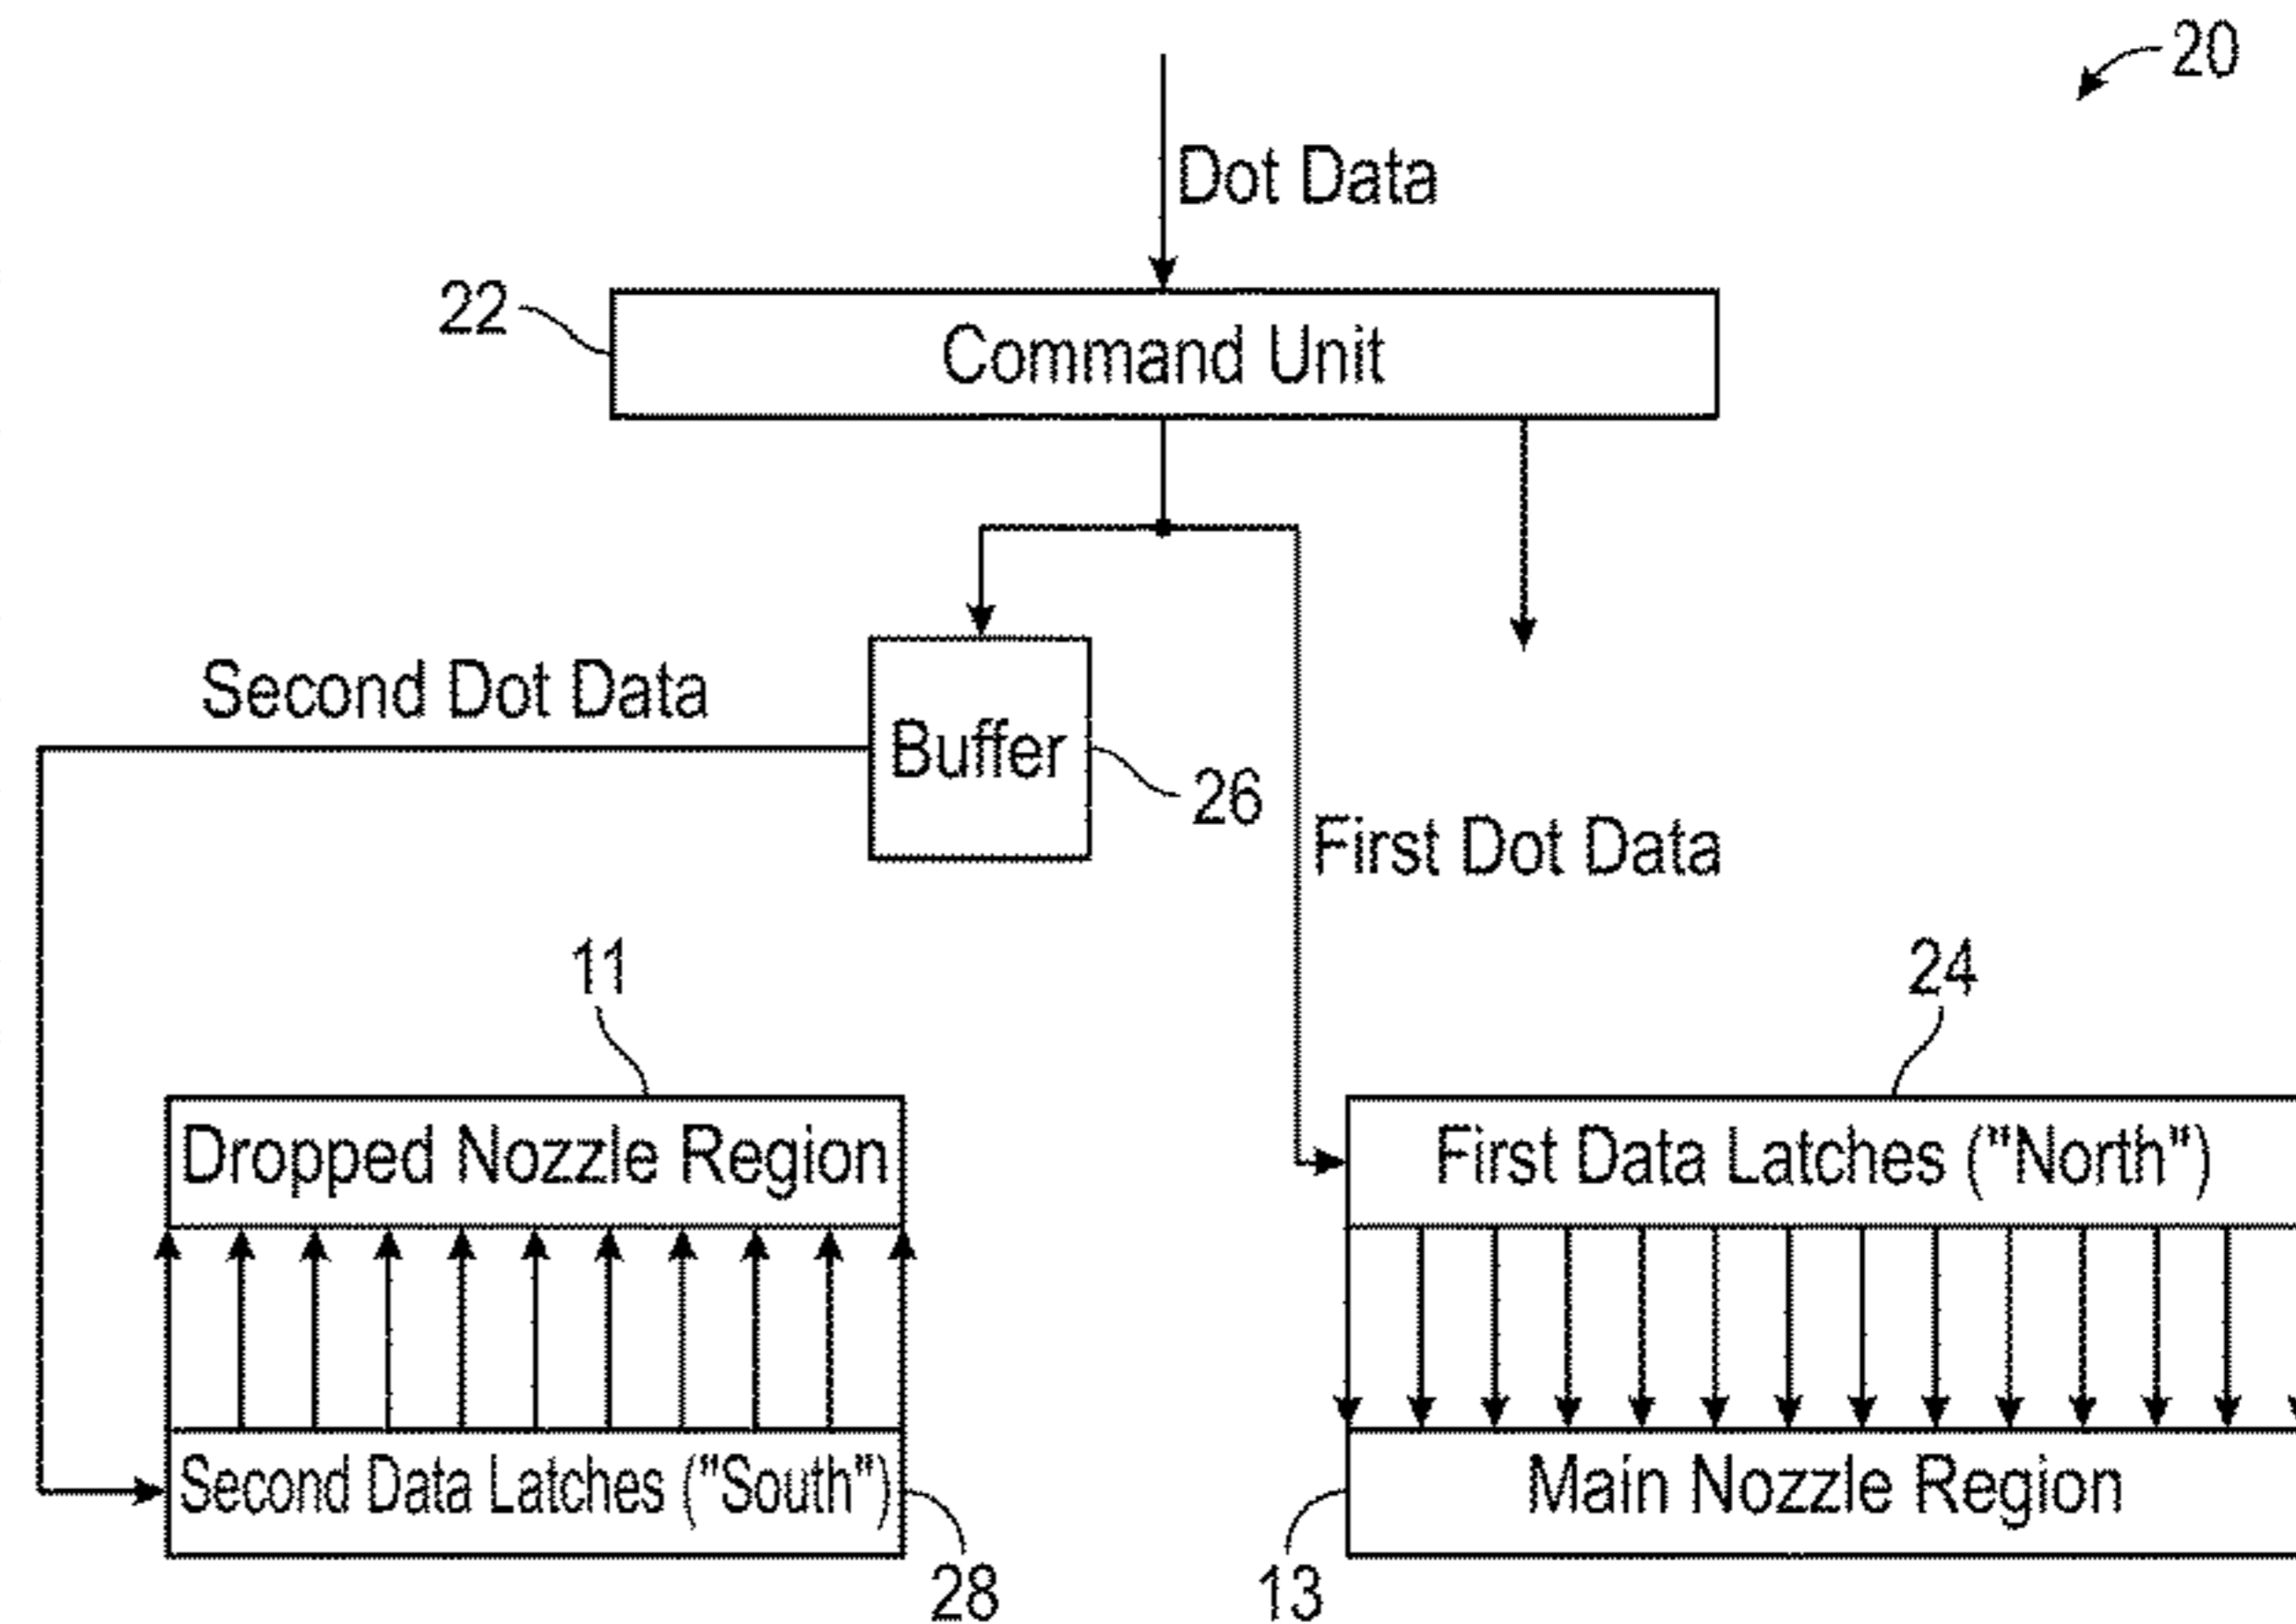 20
Dot Data
22
Command Unit
Second Dot Data
Buffer
26
First Dot Data
11
24
Dropped Nozzle Region
First Data Latches ("North")
Second Data Latches ("South")
Main Nozzle Region
28
13